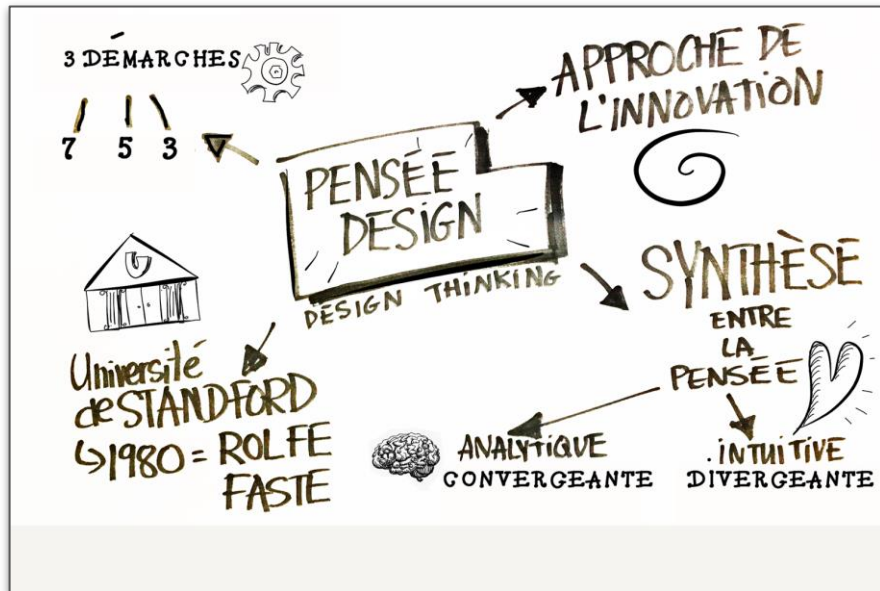 3 DÉMARCHES
7 5 3
APPROCHE DE
L'INNOVATION
PENSÉE
DESIGN
DESIGN THINKING
SYNTHÈSE
ENTRE
LA
PENSÉE
ANALYTIQUE
CONVERGEANTE
.INTUITIVE
DIVERGEANTE
U
Université
de STANDFORD
↳1980 = ROLFE
FASTE